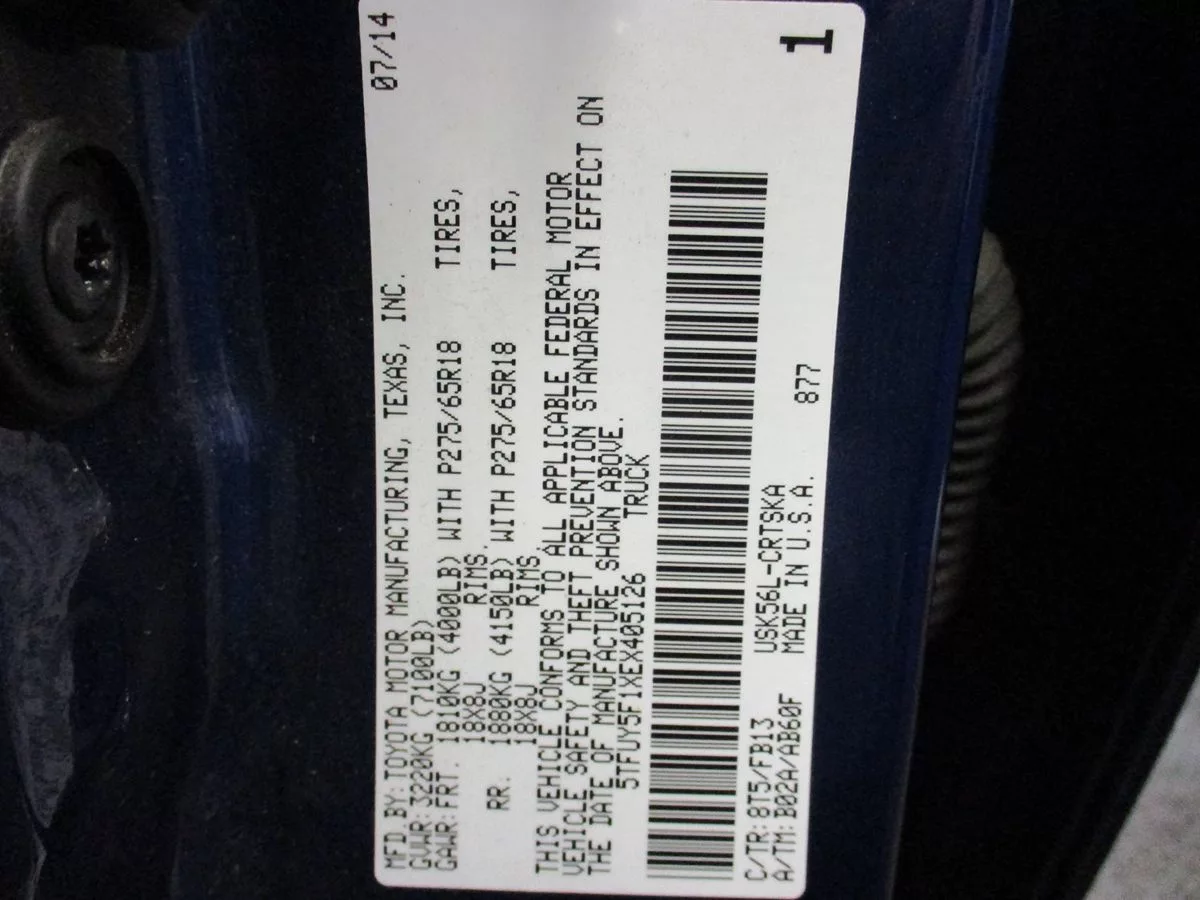 MFD BY: TOYOTA MOTOR MANUFACTURING, TEXAS, INC. 07/14
GVWR: 3220KG (7100LB)
GAWR: FRT. 1810KG (4000LB) WITH P275/65R18 TIRES,
18X8J RIMS.
RR: 1880KG (4150LB) WITH P275/65R18 TIRES,
18X8J RIMS
THIS VEHICLE CONFORMS TO ALL APPLICABLE FEDERAL MOTOR
VEHICLE SAFETY AND THEFT PREVENTION STANDARDS IN EFFECT ON
THE DATE OF MANUFACTURE SHOWN ABOVE.
5TFUY5F1XEX405126 TRUCK
C/TR: 8T5/FB13 USK56L-CRTSKA 877
A/TM: B02A/AB60F MADE IN U.S.A. 1